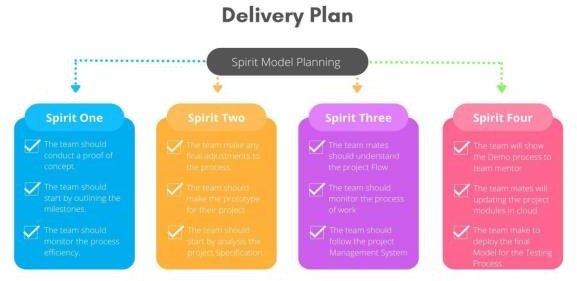 Delivery Plan
Spirit Model Planning
Spirit One
The team should
conduct a proof of
concept.
The team should
start by outlining the
milestones.
The team should
monitor the process
efficiency.
Spirit Two
The team make any
final adjustments to
the process.
The team should
make the prototype
for their project
The team should
start by analysis the
project Specification
Spirit Three
The team mates
should understand
the project Flow
The team should
monitor the process
of work
The team should
follow the project
Management System
Spirit Four
The team will show
the Demo process to
team mentor
The team mates will
updating the project
modules in cloud
The team make to
deploy the final
Model for the Testing
Process.